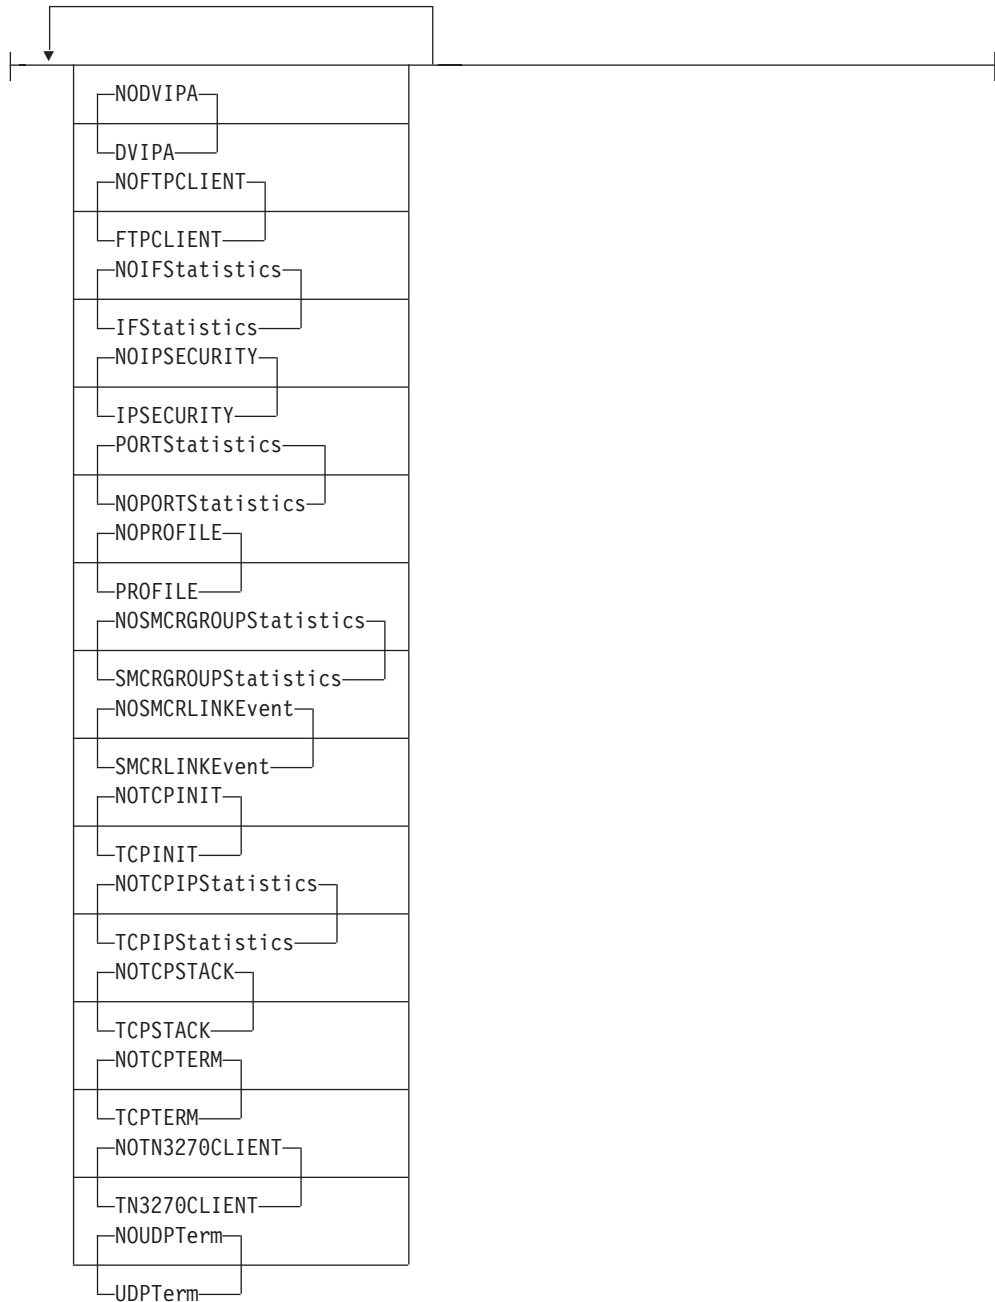 NODVIPA
DVIPA
NOFTPCLIENT
FTPCLIENT
NOIFStatistics
IFStatistics
NOIPSECURITY
IPSECURITY
PORTStatistics
NOPORTStatistics
NOPROFILE
PROFILE
NOSMCRGROUPStatistics
SMCRGROUPStatistics
NOSMCRLINKEvent
SMCRLINKEvent
NOTCPINIT
TCPINIT
NOTCPIPStatistics
TCPIPStatistics
NOTCPSTACK
TCPSTACK
NOTCPTERM
TCPTERM
NOTN3270CLIENT
TN3270CLIENT
NOUDPTerm
UDPTerm